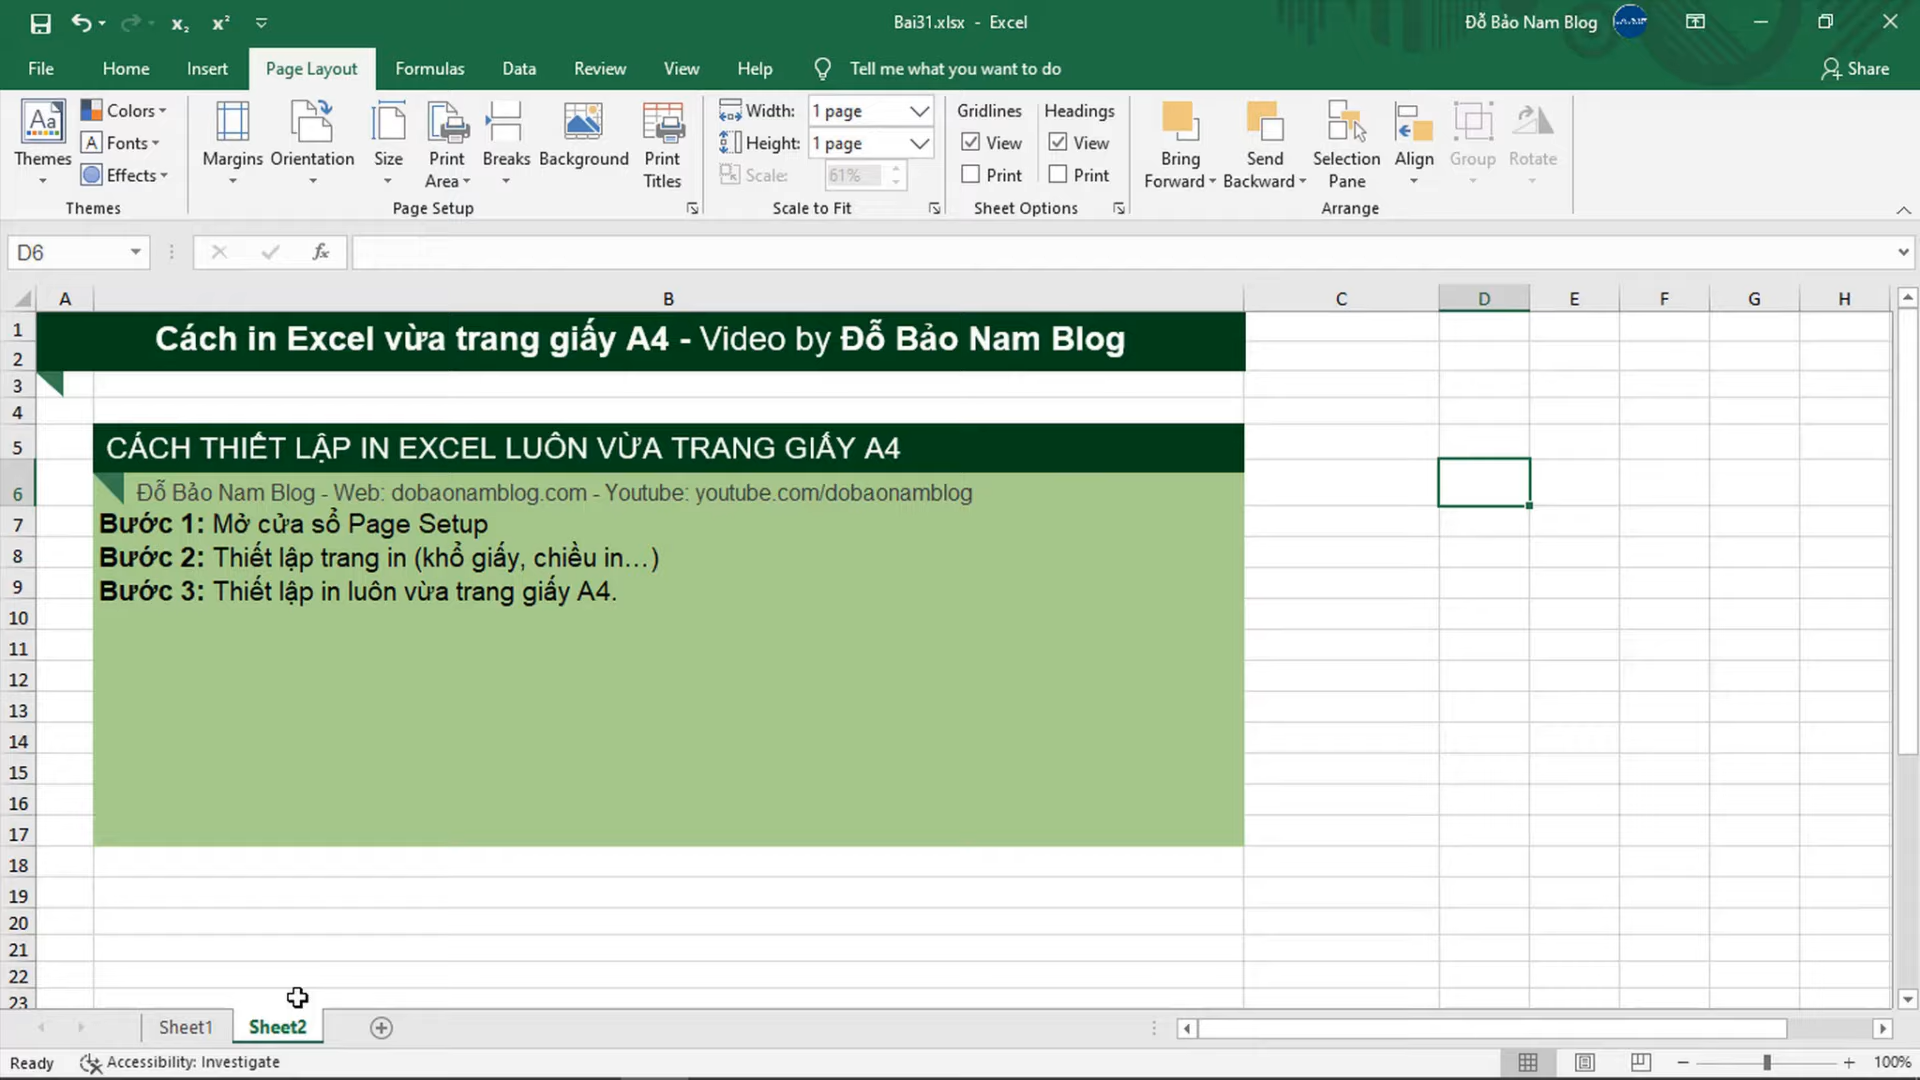 x₂ x² Bai31.xlsx - Excel Đỗ Bảo Nam Blog
File Home Insert Page Layout Formulas Data Review View Help Tell me what you want to do Share
Aa Themes
Colors
Fonts
Effects
Themes
Margins
Orientation
Size
Print Area
Breaks
Background
Print Titles
Page Setup
Width: 1 page
Height: 1 page
Scale: 61%
Scale to Fit
Gridlines
View
Print
Headings
View
Print
Sheet Options
Bring Forward
Send Backward
Selection Pane
Align
Group
Rotate
Arrange
D6 fx
A B C D E F G H
1
Cách in Excel vừa trang giấy A4 - Video by Đỗ Bảo Nam Blog
2
3
4
5 CÁCH THIẾT LẬP IN EXCEL LUÔN VỪA TRANG GIẤY A4
6 Đỗ Bảo Nam Blog - Web: dobaonamblog.com - Youtube: youtube.com/dobaonamblog
7 Bước 1: Mở cửa sổ Page Setup
8 Bước 2: Thiết lập trang in (khổ giấy, chiều in...)
9 Bước 3: Thiết lập in luôn vừa trang giấy A4.
10
11
12
13
14
15
16
17
18
19
20
21
22
23
Sheet1 Sheet2
Ready Accessibility: Investigate 100%